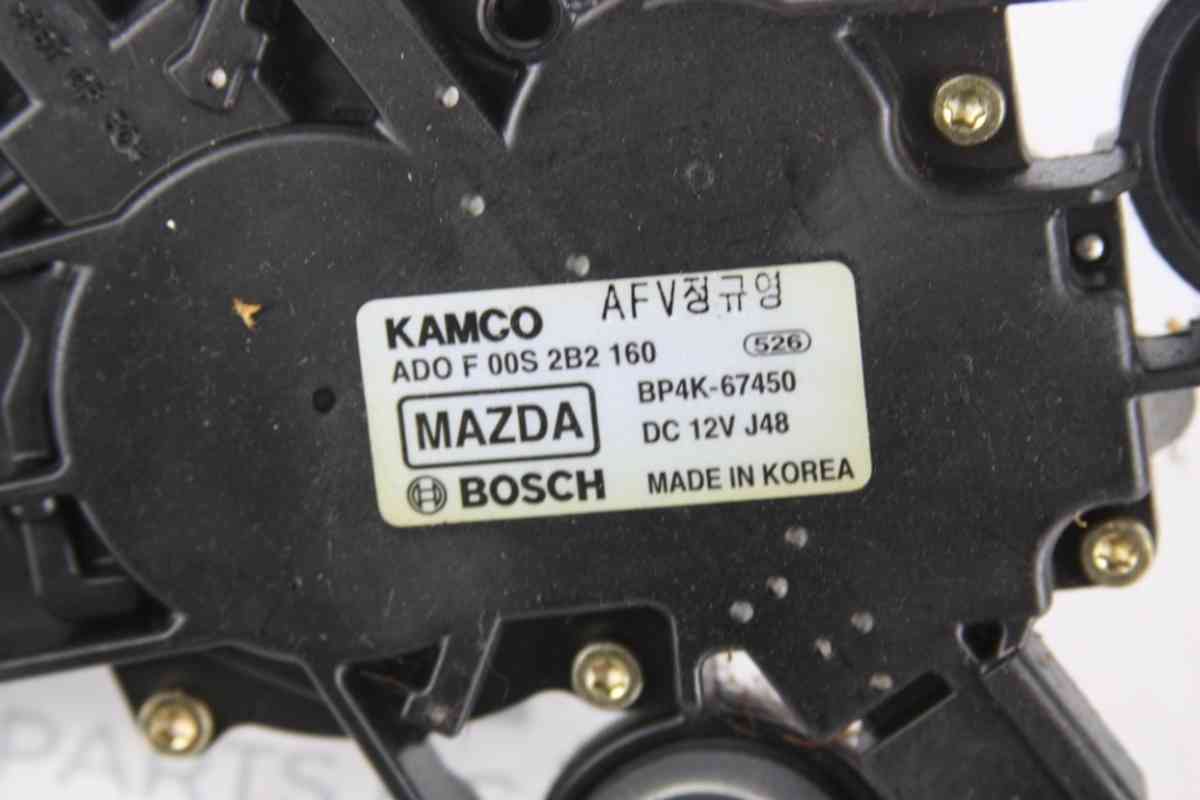 KAMCO AFV정규영
ADO F 00S 2B2 160 526
MAZDA BP4K-67450
DC 12V J48
BOSCH MADE IN KOREA
PARTS